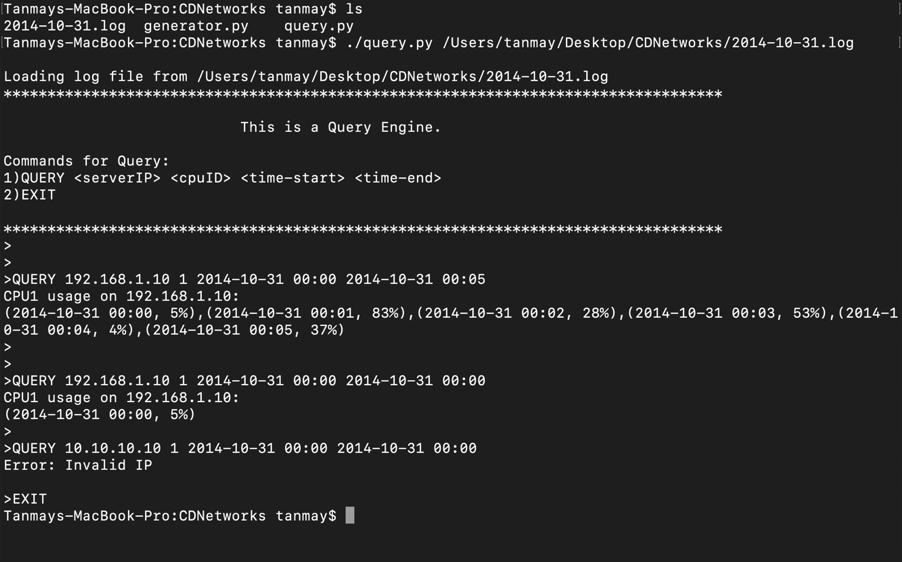 Tanmays-MacBook-Pro:CDNetworks tanmay$ ls
2014-10-31.log  generator.py    query.py
Tanmays-MacBook-Pro:CDNetworks tanmay$ ./query.py /Users/tanmay/Desktop/CDNetworks/2014-10-31.log
Loading log file from /Users/tanmay/Desktop/CDNetworks/2014-10-31.log
**********************************************************************************
This is a Query Engine.
Commands for Query:
1)QUERY <serverIP> <cpuID> <time-start> <time-end>
2)EXIT
**********************************************************************************
>
>
>QUERY 192.168.1.10 1 2014-10-31 00:00 2014-10-31 00:05
CPU1 usage on 192.168.1.10:
(2014-10-31 00:00, 5%),(2014-10-31 00:01, 83%),(2014-10-31 00:02, 28%),(2014-10-31 00:03, 53%),(2014-1
0-31 00:04, 4%),(2014-10-31 00:05, 37%)
>
>
>QUERY 192.168.1.10 1 2014-10-31 00:00 2014-10-31 00:00
CPU1 usage on 192.168.1.10:
(2014-10-31 00:00, 5%)
>
>QUERY 10.10.10.10 1 2014-10-31 00:00 2014-10-31 00:00
Error: Invalid IP
>EXIT
Tanmays-MacBook-Pro:CDNetworks tanmay$